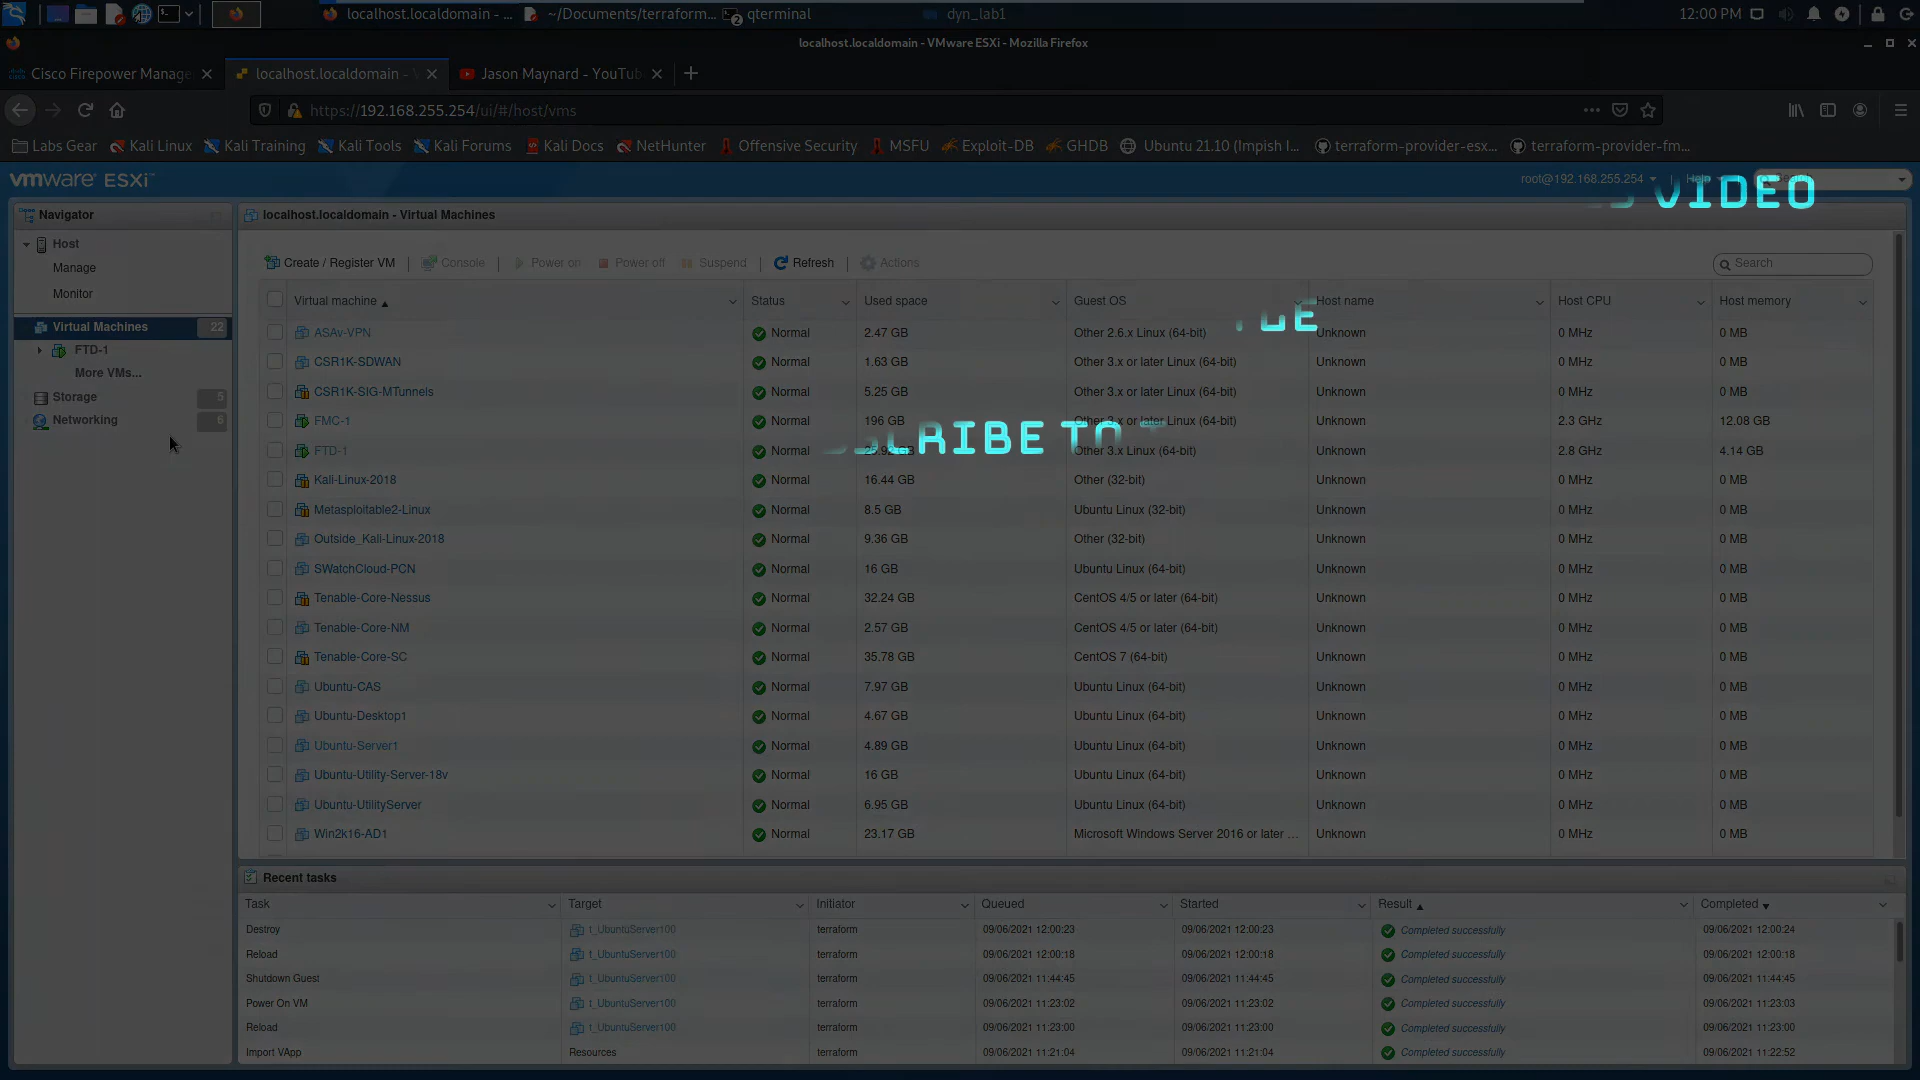 localhost.localdomain - ...
~/Documents/terraform...
2
qterminal
dyn_lab1
12:00 PM
localhost.localdomain - VMware ESXi - Mozilla Firefox
Cisco Firepower Manage
localhost.localdomain -
Jason Maynard - YouTub
https://192.168.255.254/ui/#/host/vms
Labs Gear
Kali Linux
Kali Training
Kali Tools
Kali Forums
Kali Docs
NetHunter
Offensive Security
MSFU
Exploit-DB
GHDB
Ubuntu 21.10 (Impish I...
terraform-provider-esx...
terraform-provider-fm...
vmware ESXi™
root@192.168.255.254
VIDEO
Navigator
localhost.localdomain - Virtual Machines
Host
Manage
Monitor
Virtual Machines 22
FTD-1
More VMs...
Storage 5
Networking 6
Create / Register VM
Console
Power on
Power off
Suspend
Refresh
Actions
Search
Virtual machine Status Used space Guest OS Host name Host CPU Host memory
ASAv-VPN Normal 2.47 GB Other 2.6.x Linux (64-bit) Unknown 0 MHz 0 MB
CSR1K-SDWAN Normal 1.63 GB Other 3.x or later Linux (64-bit) Unknown 0 MHz 0 MB
CSR1K-SIG-MTunnels Normal 5.25 GB Other 3.x or later Linux (64-bit) Unknown 0 MHz 0 MB
FMC-1 Normal 196 GB Other 3.x or later Linux (64-bit) Unknown 2.3 GHz 12.08 GB
FTD-1 Normal Other 3.x Linux (64-bit) Unknown 2.8 GHz 4.14 GB
TO
Kali-Linux-2018 Normal 16.44 GB Other (32-bit) Unknown 0 MHz 0 MB
Metasploitable2-Linux Normal 8.5 GB Ubuntu Linux (32-bit) Unknown 0 MHz 0 MB
Outside_Kali-Linux-2018 Normal 9.36 GB Other (32-bit) Unknown 0 MHz 0 MB
SWatchCloud-PCN Normal 16 GB Ubuntu Linux (64-bit) Unknown 0 MHz 0 MB
Tenable-Core-Nessus Normal 32.24 GB CentOS 4/5 or later (64-bit) Unknown 0 MHz 0 MB
Tenable-Core-NM Normal 2.57 GB CentOS 4/5 or later (64-bit) Unknown 0 MHz 0 MB
Tenable-Core-SC Normal 35.78 GB CentOS 7 (64-bit) Unknown 0 MHz 0 MB
Ubuntu-CAS Normal 7.97 GB Ubuntu Linux (64-bit) Unknown 0 MHz 0 MB
Ubuntu-Desktop1 Normal 4.67 GB Ubuntu Linux (64-bit) Unknown 0 MHz 0 MB
Ubuntu-Server1 Normal 4.89 GB Ubuntu Linux (64-bit) Unknown 0 MHz 0 MB
Ubuntu-Utility-Server-18v Normal 16 GB Ubuntu Linux (64-bit) Unknown 0 MHz 0 MB
Ubuntu-UtilityServer Normal 6.95 GB Ubuntu Linux (64-bit) Unknown 0 MHz 0 MB
Win2k16-AD1 Normal 23.17 GB Microsoft Windows Server 2016 or later ... Unknown 0 MHz 0 MB
Recent tasks
Task Target Initiator Queued Started Result Completed
Destroy t_UbuntuServer100 terraform 09/06/2021 12:00:23 09/06/2021 12:00:23 Completed successfully 09/06/2021 12:00:24
Reload t_UbuntuServer100 terraform 09/06/2021 12:00:18 09/06/2021 12:00:18 Completed successfully 09/06/2021 12:00:18
Shutdown Guest t_UbuntuServer100 terraform 09/06/2021 11:44:45 09/06/2021 11:44:45 Completed successfully 09/06/2021 11:44:45
Power On VM t_UbuntuServer100 terraform 09/06/2021 11:23:02 09/06/2021 11:23:02 Completed successfully 09/06/2021 11:23:03
Reload t_UbuntuServer100 terraform 09/06/2021 11:23:00 09/06/2021 11:23:00 Completed successfully 09/06/2021 11:23:00
Import VApp Resources terraform 09/06/2021 11:21:04 09/06/2021 11:21:04 Completed successfully 09/06/2021 11:22:52